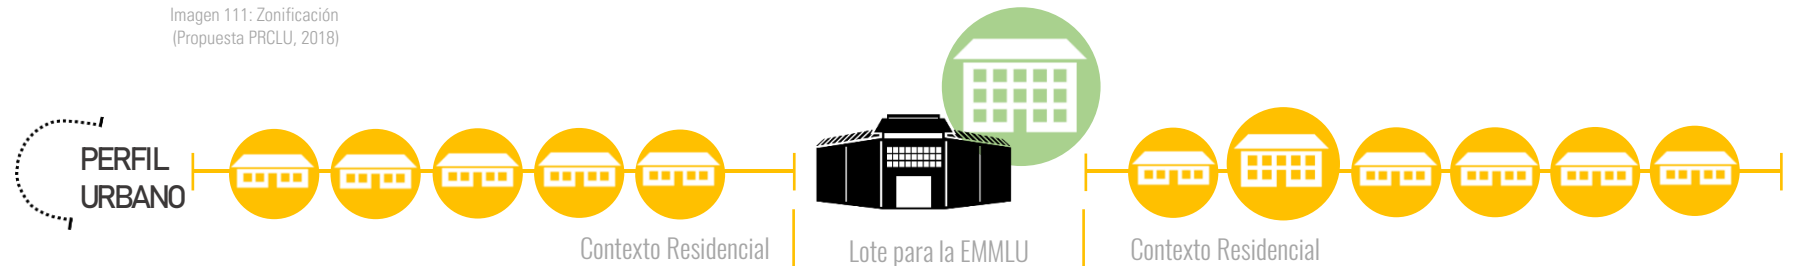 Imagen 111: Zonificación
(Propuesta PRCLU, 2018)
PERFIL
URBANO
Contexto Residencial
Lote para la EMMLU
Contexto Residencial